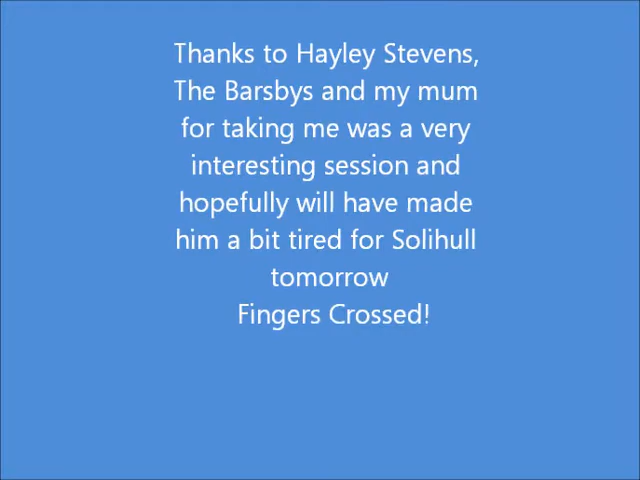 Thanks to Hayley Stevens,
The Barsbys and my mum
for taking me was a very
interesting session and
hopefully will have made
him a bit tired for Solihull
tomorrow
Fingers Crossed!